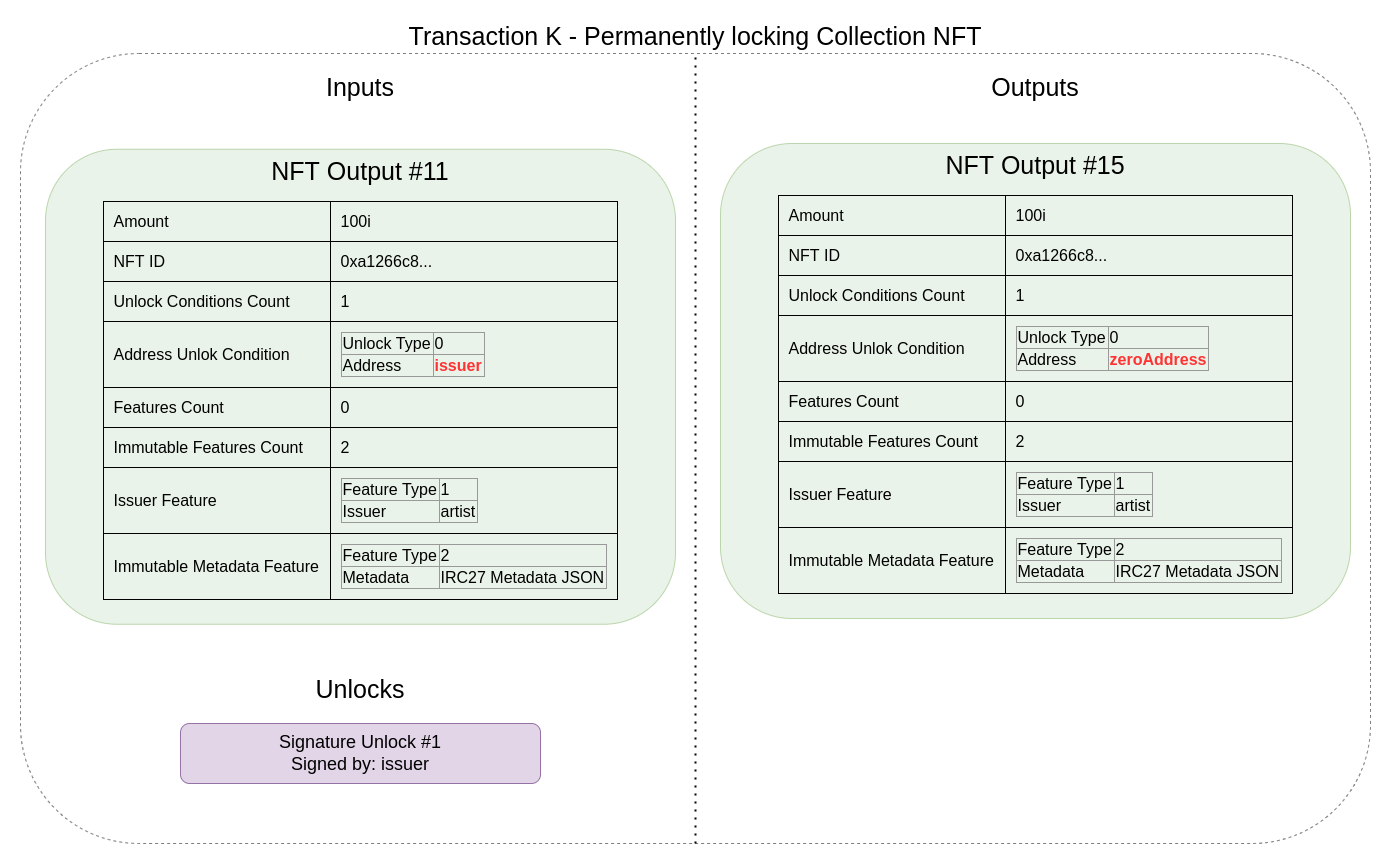 Transaction K - Permanently locking Collection NFT
Inputs
NFT Output #11
Amount 100i
NFT ID 0xa1266c8...
Unlock Conditions Count 1
Address Unlok Condition
Unlock Type 0
Address issuer
Features Count 0
Immutable Features Count 2
Issuer Feature
Feature Type 1
Issuer artist
Immutable Metadata Feature
Feature Type 2
Metadata IRC27 Metadata JSON
Unlocks
Signature Unlock #1
Signed by: issuer
Outputs
NFT Output #15
Amount 100i
NFT ID 0xa1266c8...
Unlock Conditions Count 1
Address Unlok Condition
Unlock Type 0
Address zeroAddress
Features Count 0
Immutable Features Count 2
Issuer Feature
Feature Type 1
Issuer artist
Immutable Metadata Feature
Feature Type 2
Metadata IRC27 Metadata JSON